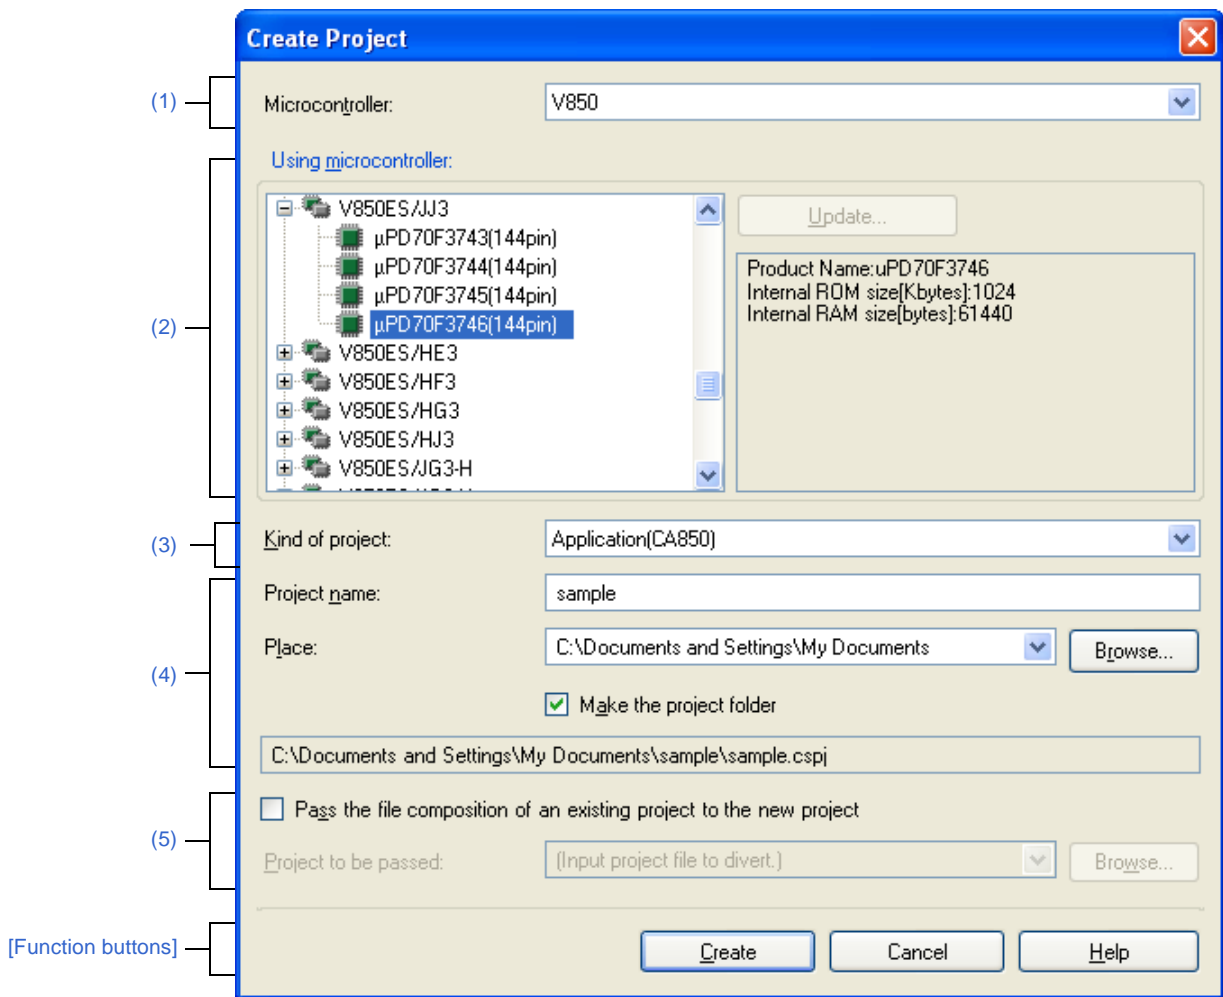 Create Project
(1)
Microcontroller:
V850
Using microcontroller:
(2)
V850ES/JJ3
µPD70F3743(144pin)
µPD70F3744(144pin)
µPD70F3745(144pin)
µPD70F3746(144pin)
V850ES/HE3
V850ES/HF3
V850ES/HG3
V850ES/HJ3
V850ES/JG3-H
Update...
Product Name:uPD70F3746
Internal ROM size[Kbytes]:1024
Internal RAM size[bytes]:61440
(3)
Kind of project:
Application(CA850)
(4)
Project name:
sample
Place:
C:\Documents and Settings\My Documents
Browse...
Make the project folder
C:\Documents and Settings\My Documents\sample\sample.cspj
(5)
Pass the file composition of an existing project to the new project
Project to be passed:
(Input project file to divert.)
Browse...
[Function buttons]
Create
Cancel
Help